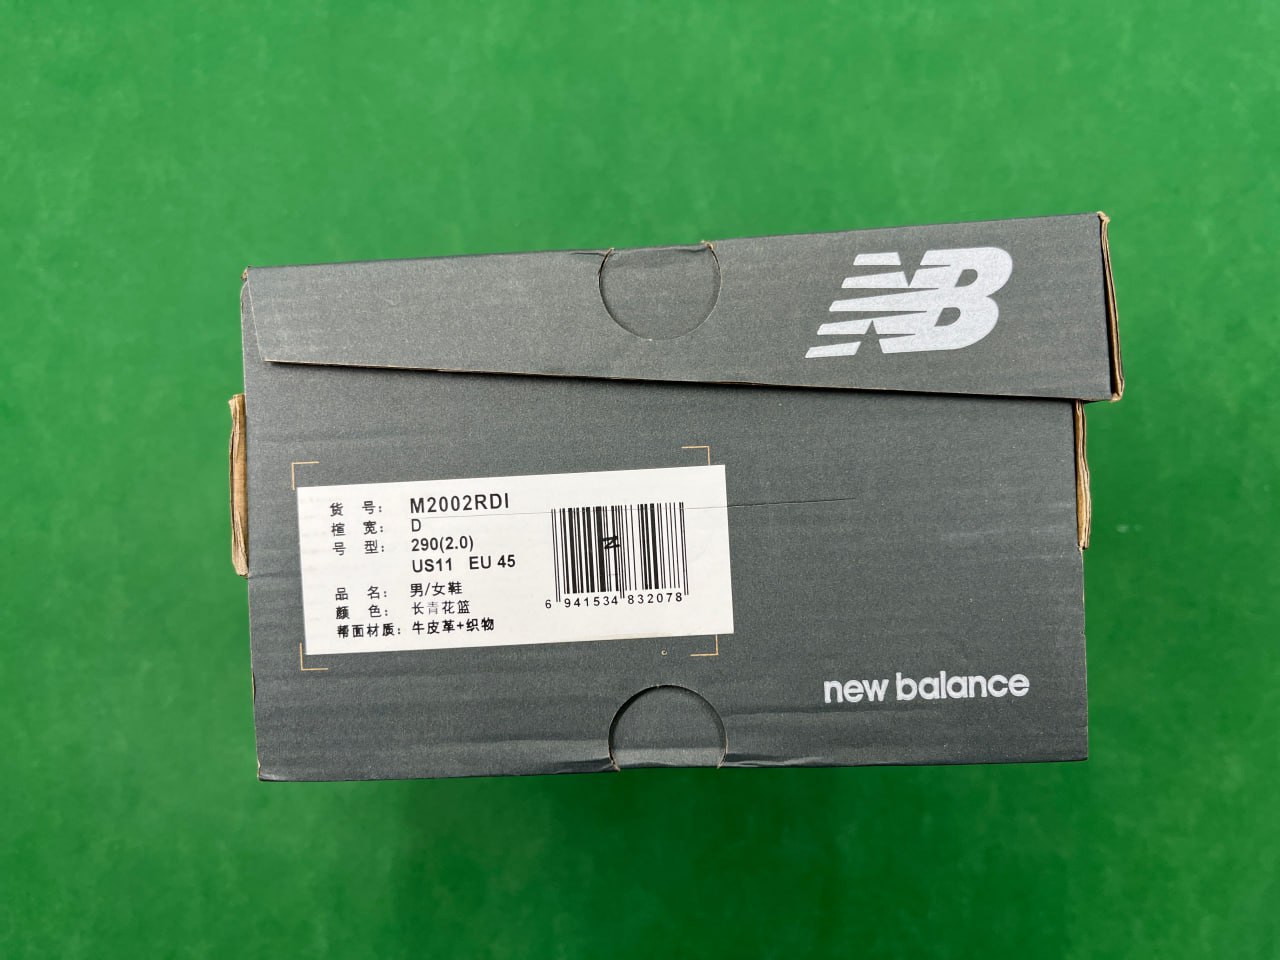 NB
货 号： M2002RDI
楦 宽： D
号 型： 290(2.0)
US11 EU 45
品 名： 男/女鞋
颜 色： 长青花篮
帮面材质： 牛皮革+织物
6 941534 832078
new balance